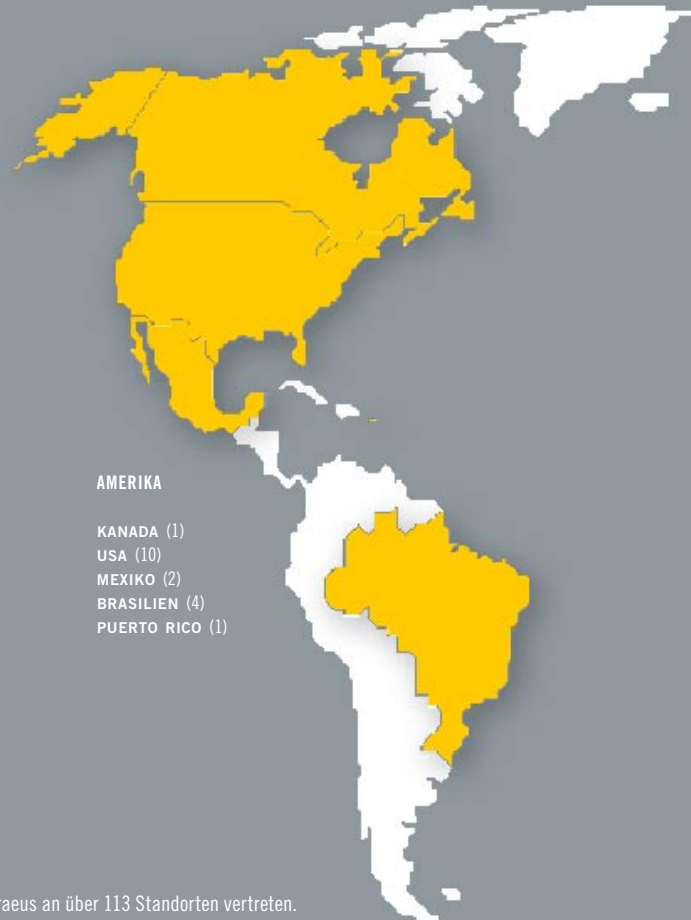 AMERIKA
KANADA (1)
USA (10)
MEXIKO (2)
BRASILIEN (4)
PUERTO RICO (1)
raeus an über 113 Standorten vertreten.